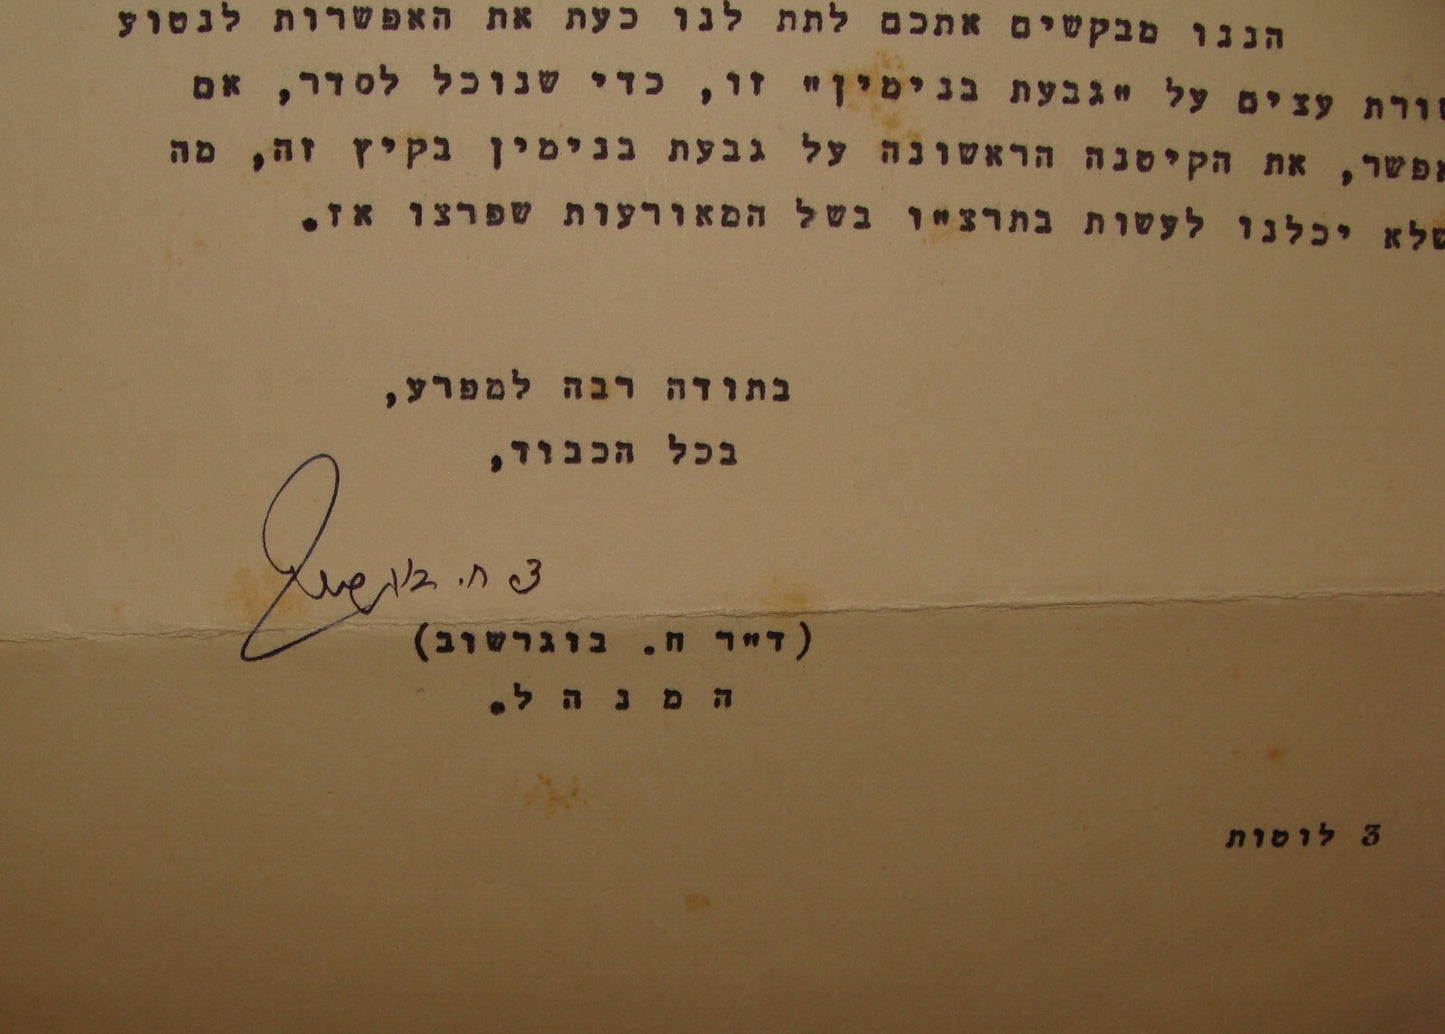 הננו מבקשים אתכם לתת לנו כעת את האפשרות לנטוע
שורת עצים על "גבעת בנימין" זו, כדי שנוכל לסדר, אם
אפשר, את הקיטנה הראשונה על גבעת בנימין בקיץ זה, מה
שלא יכלנו לעשות בתרצ"ו בשל המאורעות שפרצו אז.
בתודה רבה למפרע,
בכל הכבוד,
ח. בוגרשוב
(ד"ר ח. בוגרשוב)
ה מ נ ה ל.
3 לוטות